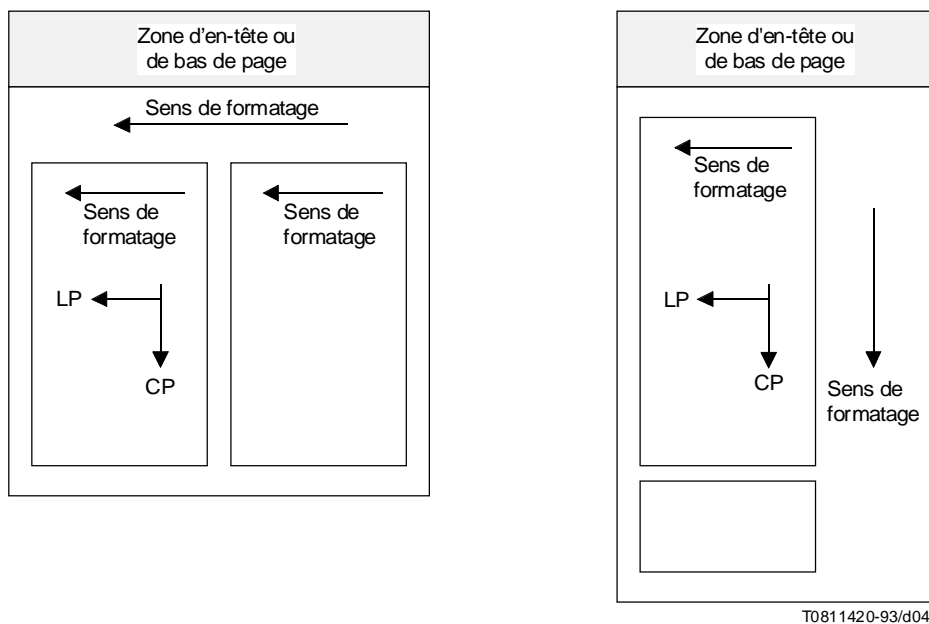 Zone d'en-tête ou
de bas de page
Sens de formatage
Sens de
formatage
LP
CP
Sens de
formatage
Zone d'en-tête ou
de bas de page
Sens de
formatage
LP
CP
Sens de
formatage
T0811420-93/d04